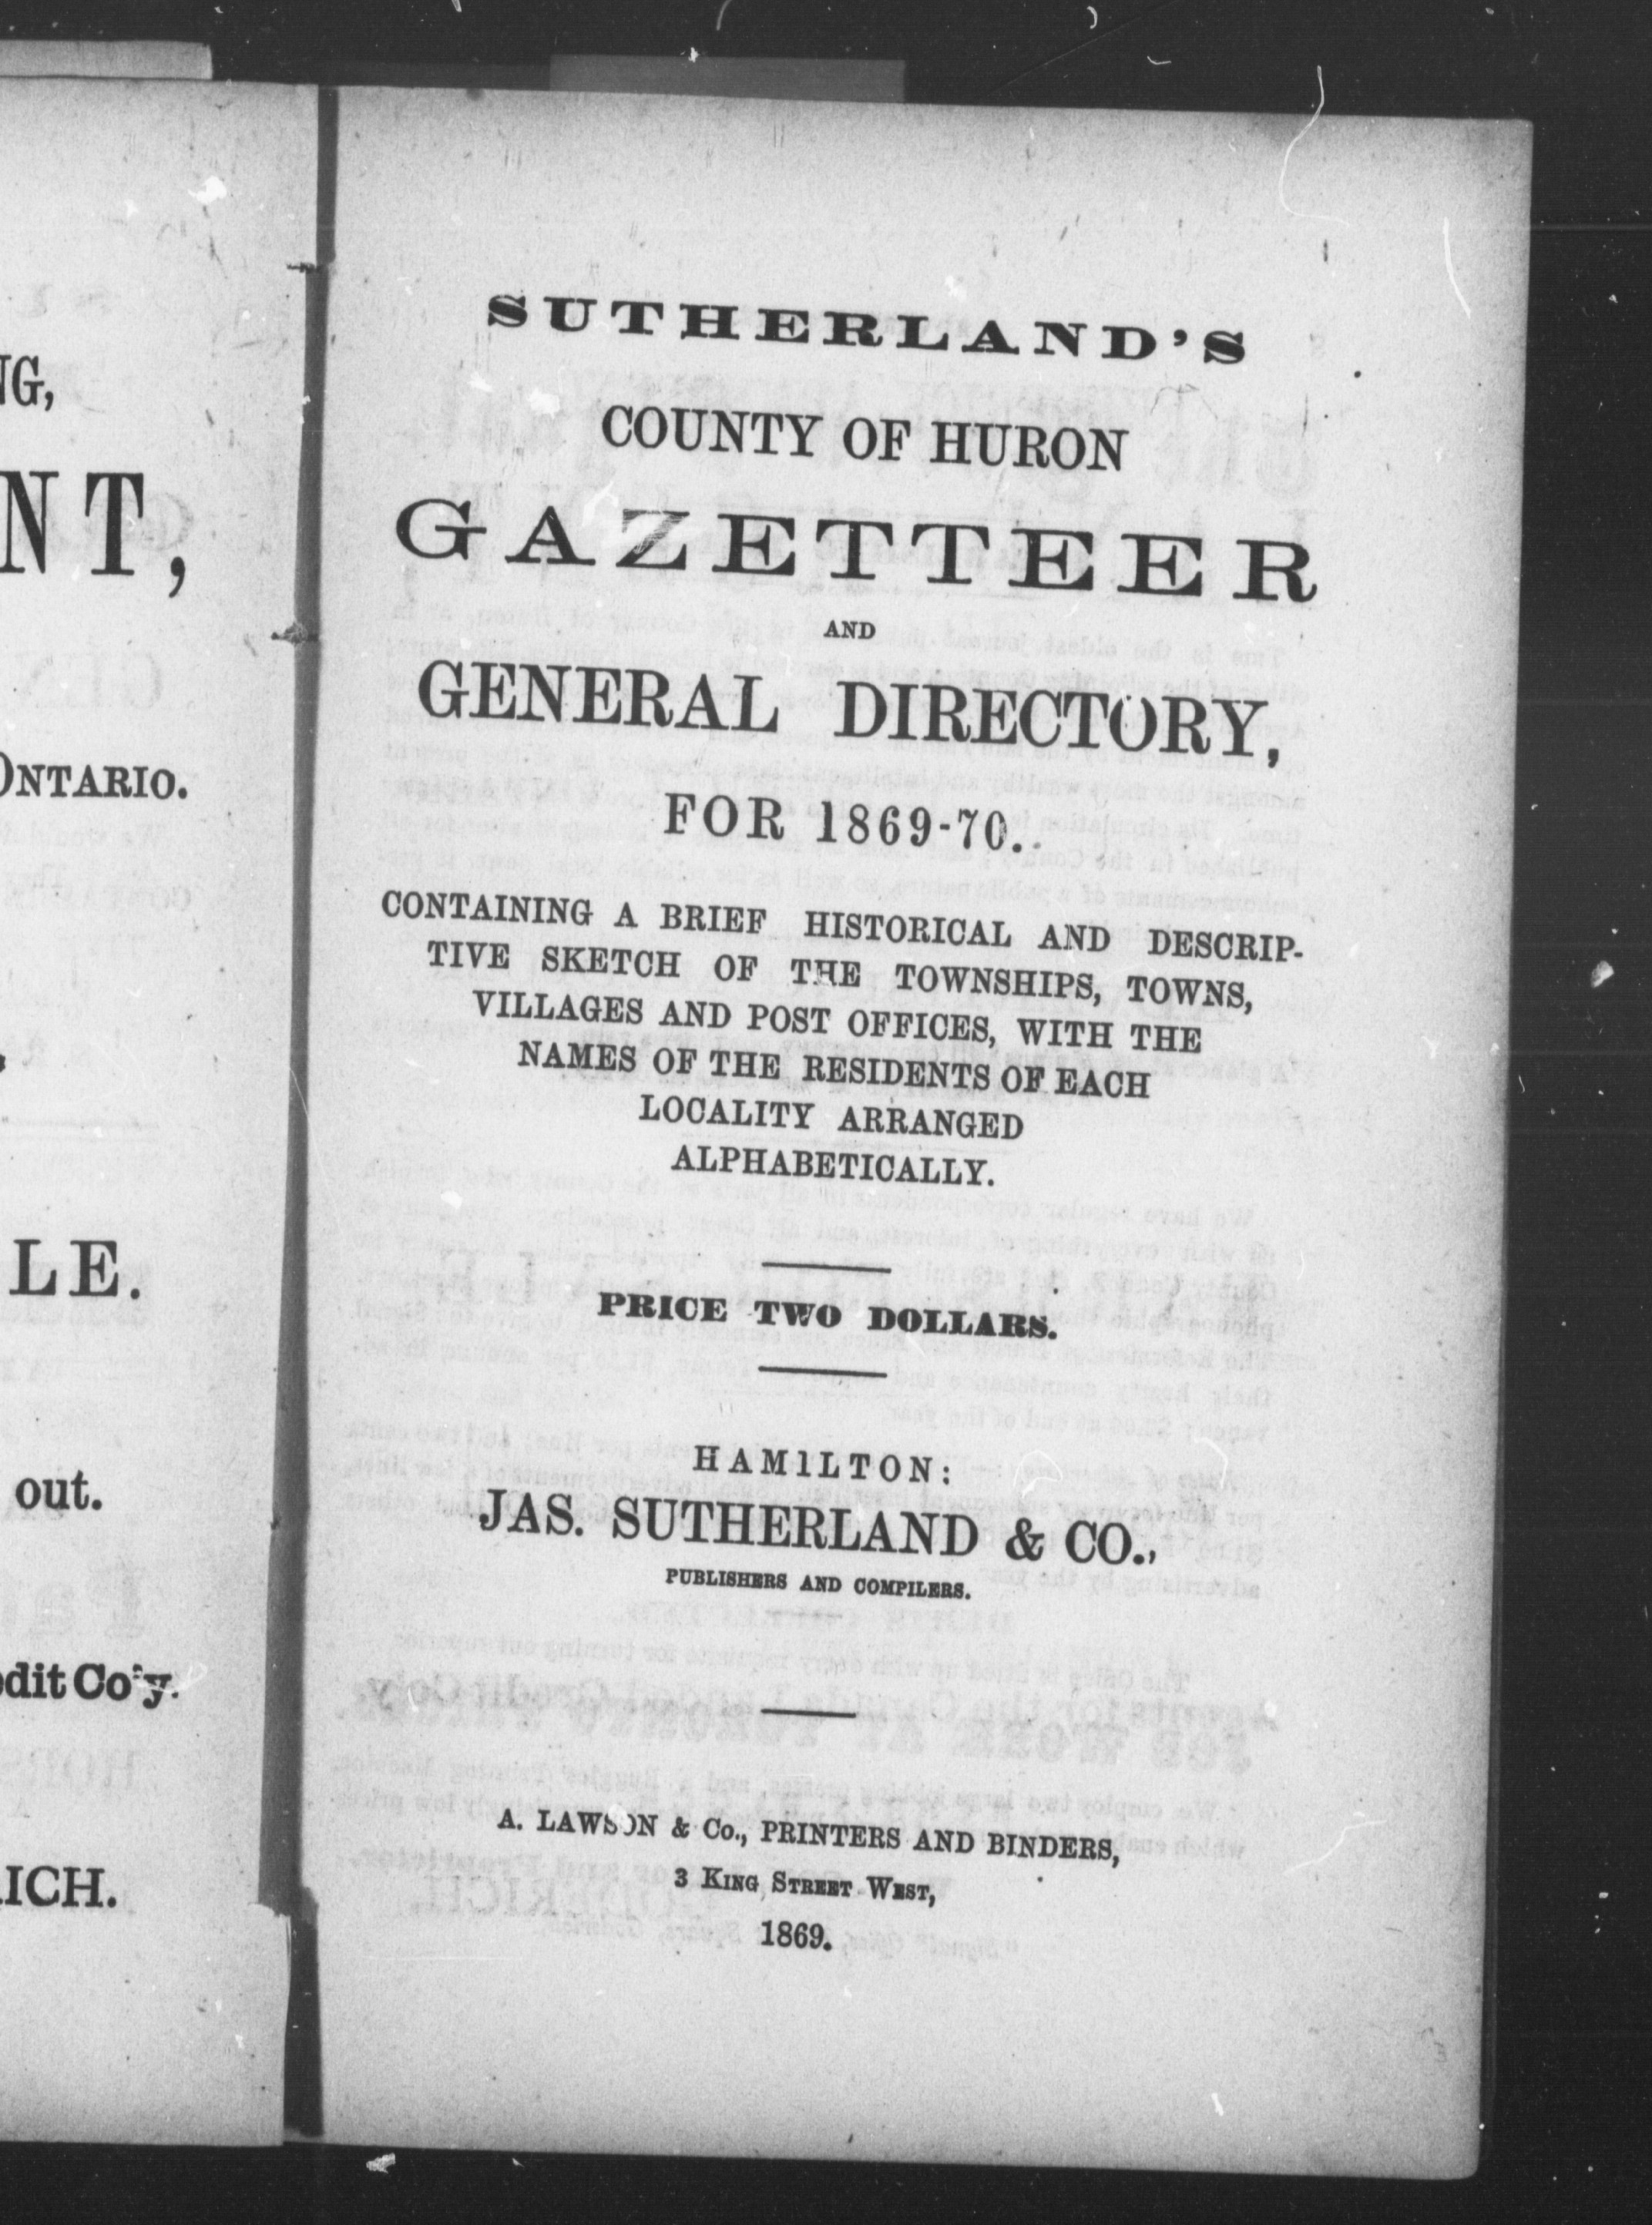 NG,
NT,
ONTARIO.
LE.
out.
edit Co'y.
RICH.
SUTHERLAND'S
COUNTY OF HURON
GAZETTEER
AND
GENERAL DIRECTORY,
FOR 1869-70.
CONTAINING A BRIEF HISTORICAL AND DESCRIP-
TIVE SKETCH OF THE TOWNSHIPS, TOWNS,
VILLAGES AND POST OFFICES, WITH THE
NAMES OF THE RESIDENTS OF EACH
LOCALITY ARRANGED
ALPHABETICALLY.
PRICE TWO DOLLARS.
HAMILTON:
JAS. SUTHERLAND & CO.,
PUBLISHERS AND COMPILERS.
A. LAWSON & Co., PRINTERS AND BINDERS,
3 KING STREET WEST,
1869.